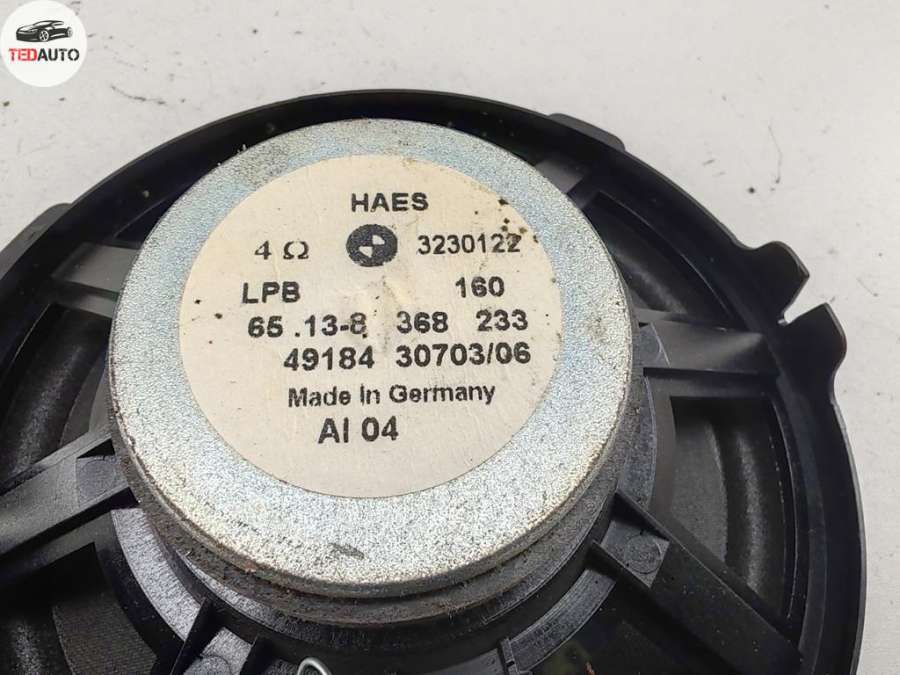 TEDAUTO
HAES
4 Ω 3230122
LPB 160
65 .13-8 368 233
49184 30703/06
Made In Germany
AI 04